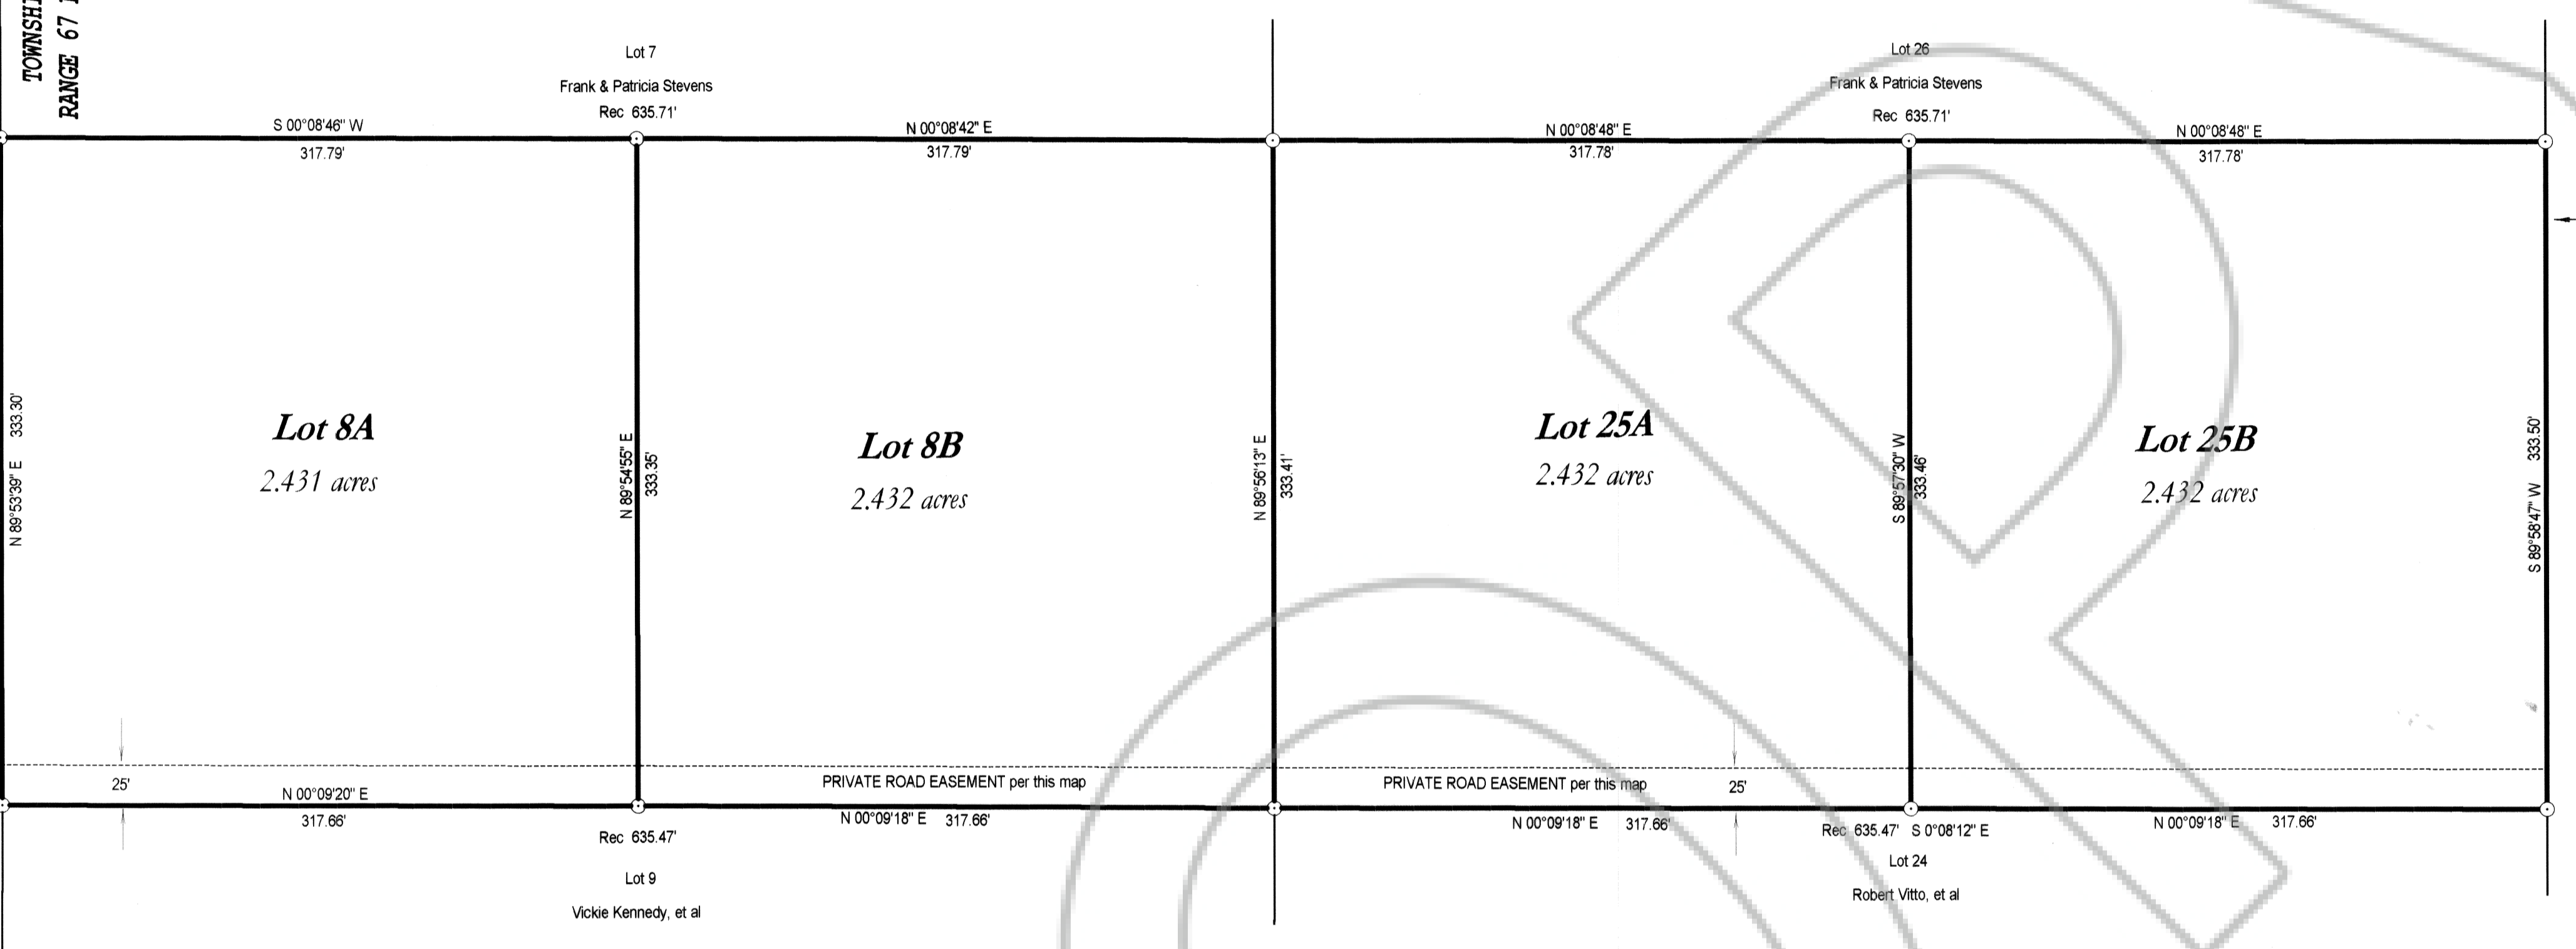 TOWNSHI
RANGE 67
Lot 7
Frank & Patricia Stevens
Rec 635.71'
Lot 26
Frank & Patricia Stevens
Rec 635.71'
S 00°08'46" W
317.79'
N 00°08'42" E
317.79'
N 00°08'48" E
317.78'
N 00°08'48" E
317.78'
N 89°53'39" E 333.30'
Lot 8A
2.431 acres
N 89°54'55" E
333.35'
Lot 8B
2.432 acres
N 89°56'13" E
333.41'
Lot 25A
2.432 acres
S 89°57'30" W
333.46'
Lot 25B
2.432 acres
S 89°58'47" W 333.50'
25'
PRIVATE ROAD EASEMENT per this map
PRIVATE ROAD EASEMENT per this map
25'
N 00°09'20" E
317.66'
N 00°09'18" E 317.66'
N 00°09'18" E 317.66'
N 00°09'18" E 317.66'
Rec 635.47'
Lot 9
Vickie Kennedy, et al
Rec 635.47' S 0°08'12" E
Lot 24
Robert Vitto, et al